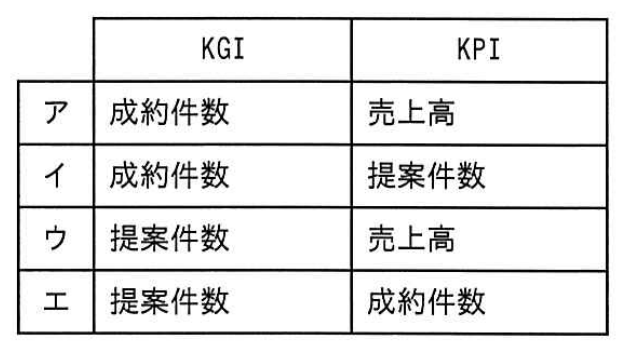 KGI KPI
ア 成約件数 売上高
イ 成約件数 提案件数
ウ 提案件数 売上高
エ 提案件数 成約件数